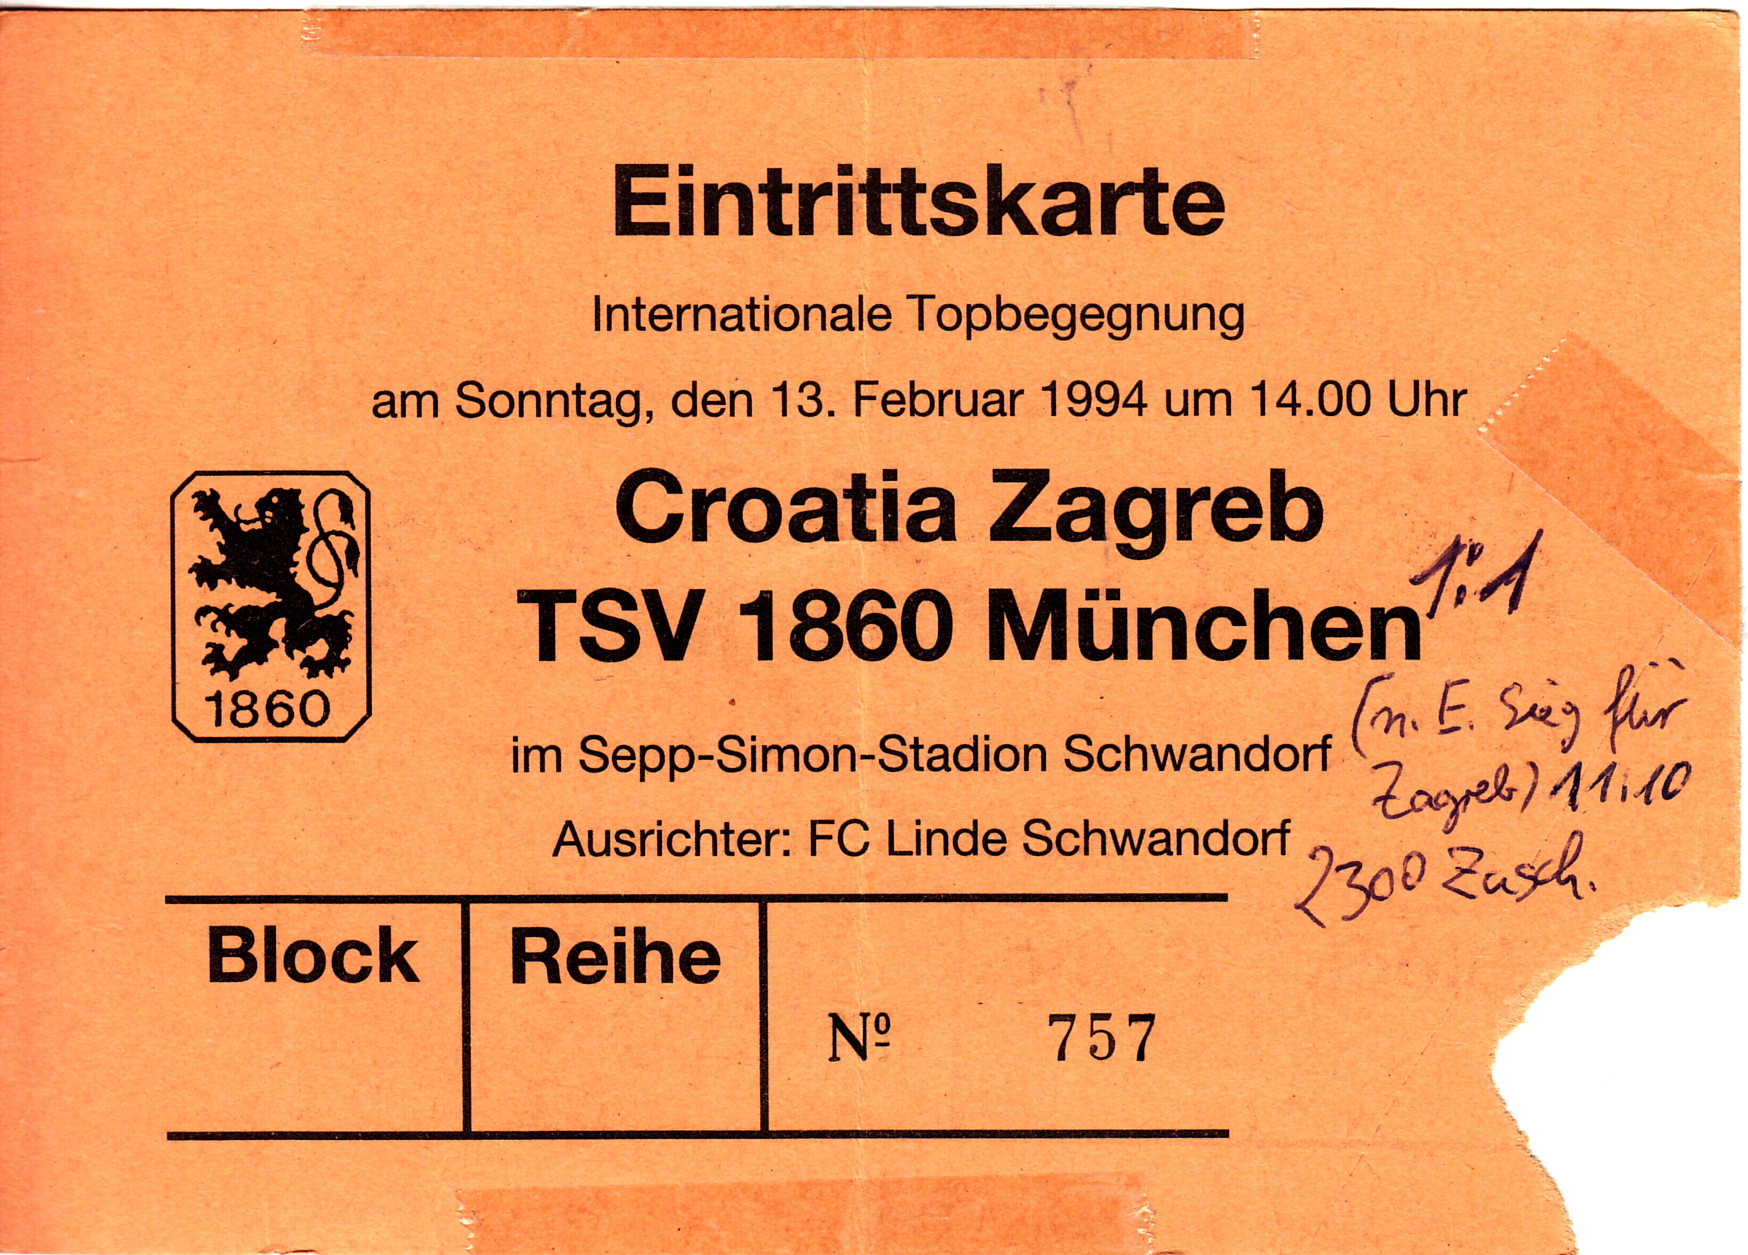 Eintrittskarte
Internationale Topbegegnung
am Sonntag, den 13. Februar 1994 um 14.00 Uhr
Croatia Zagreb
TSV 1860 München 1:1
1860
(n. E. Sieg für
im Sepp-Simon-Stadion Schwandorf
Zagreb) 11:10
Ausrichter: FC Linde Schwandorf
2300 Zusch.
Block Reihe
Nº 757